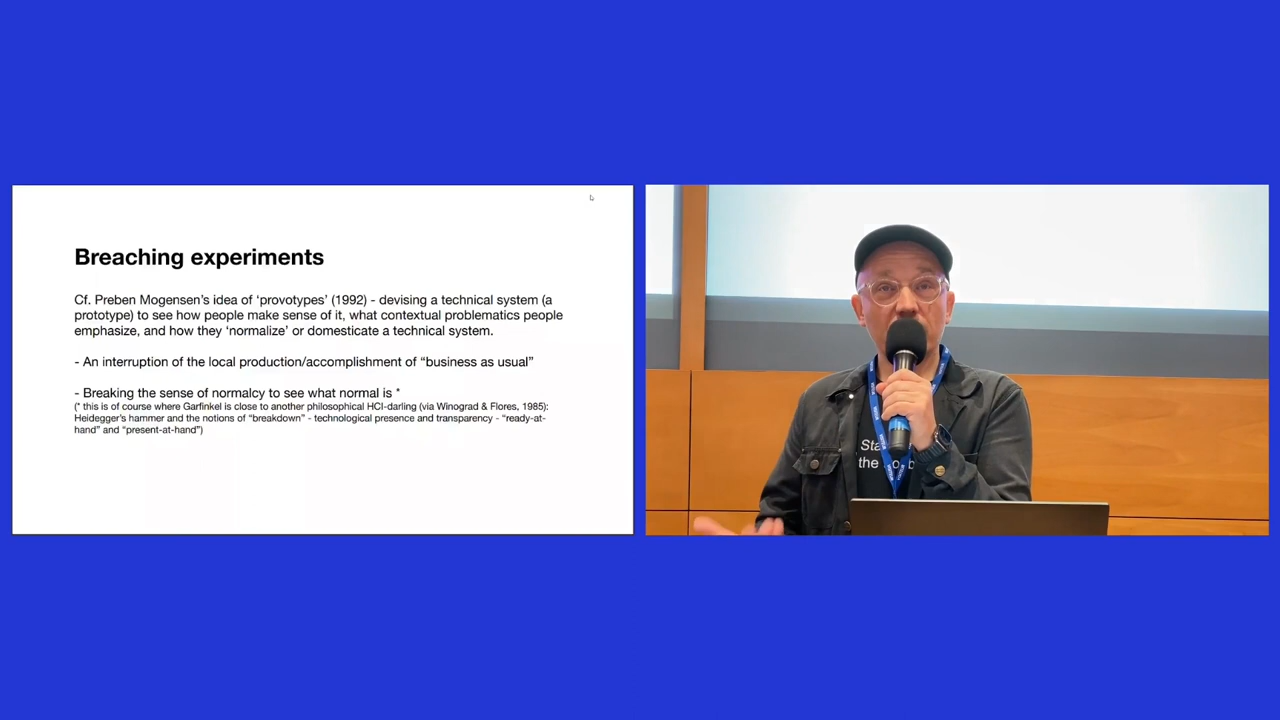 Breaching experiments
Cf. Preben Mogensen's idea of ‘provotypes’ (1992) - devising a technical system (a
prototype) to see how people make sense of it, what contextual problematics people
emphasize, and how they ‘normalize’ or domesticate a technical system.
- An interruption of the local production/accomplishment of “business as usual”
- Breaking the sense of normalcy to see what normal is *
(* this is of course where Garfinkel is close to another philosophical HCI-darling (via Winograd & Flores, 1985):
Heidegger's hammer and the notions of “breakdown” - technological presence and transparency - “ready-at-
hand” and “present-at-hand”)
the